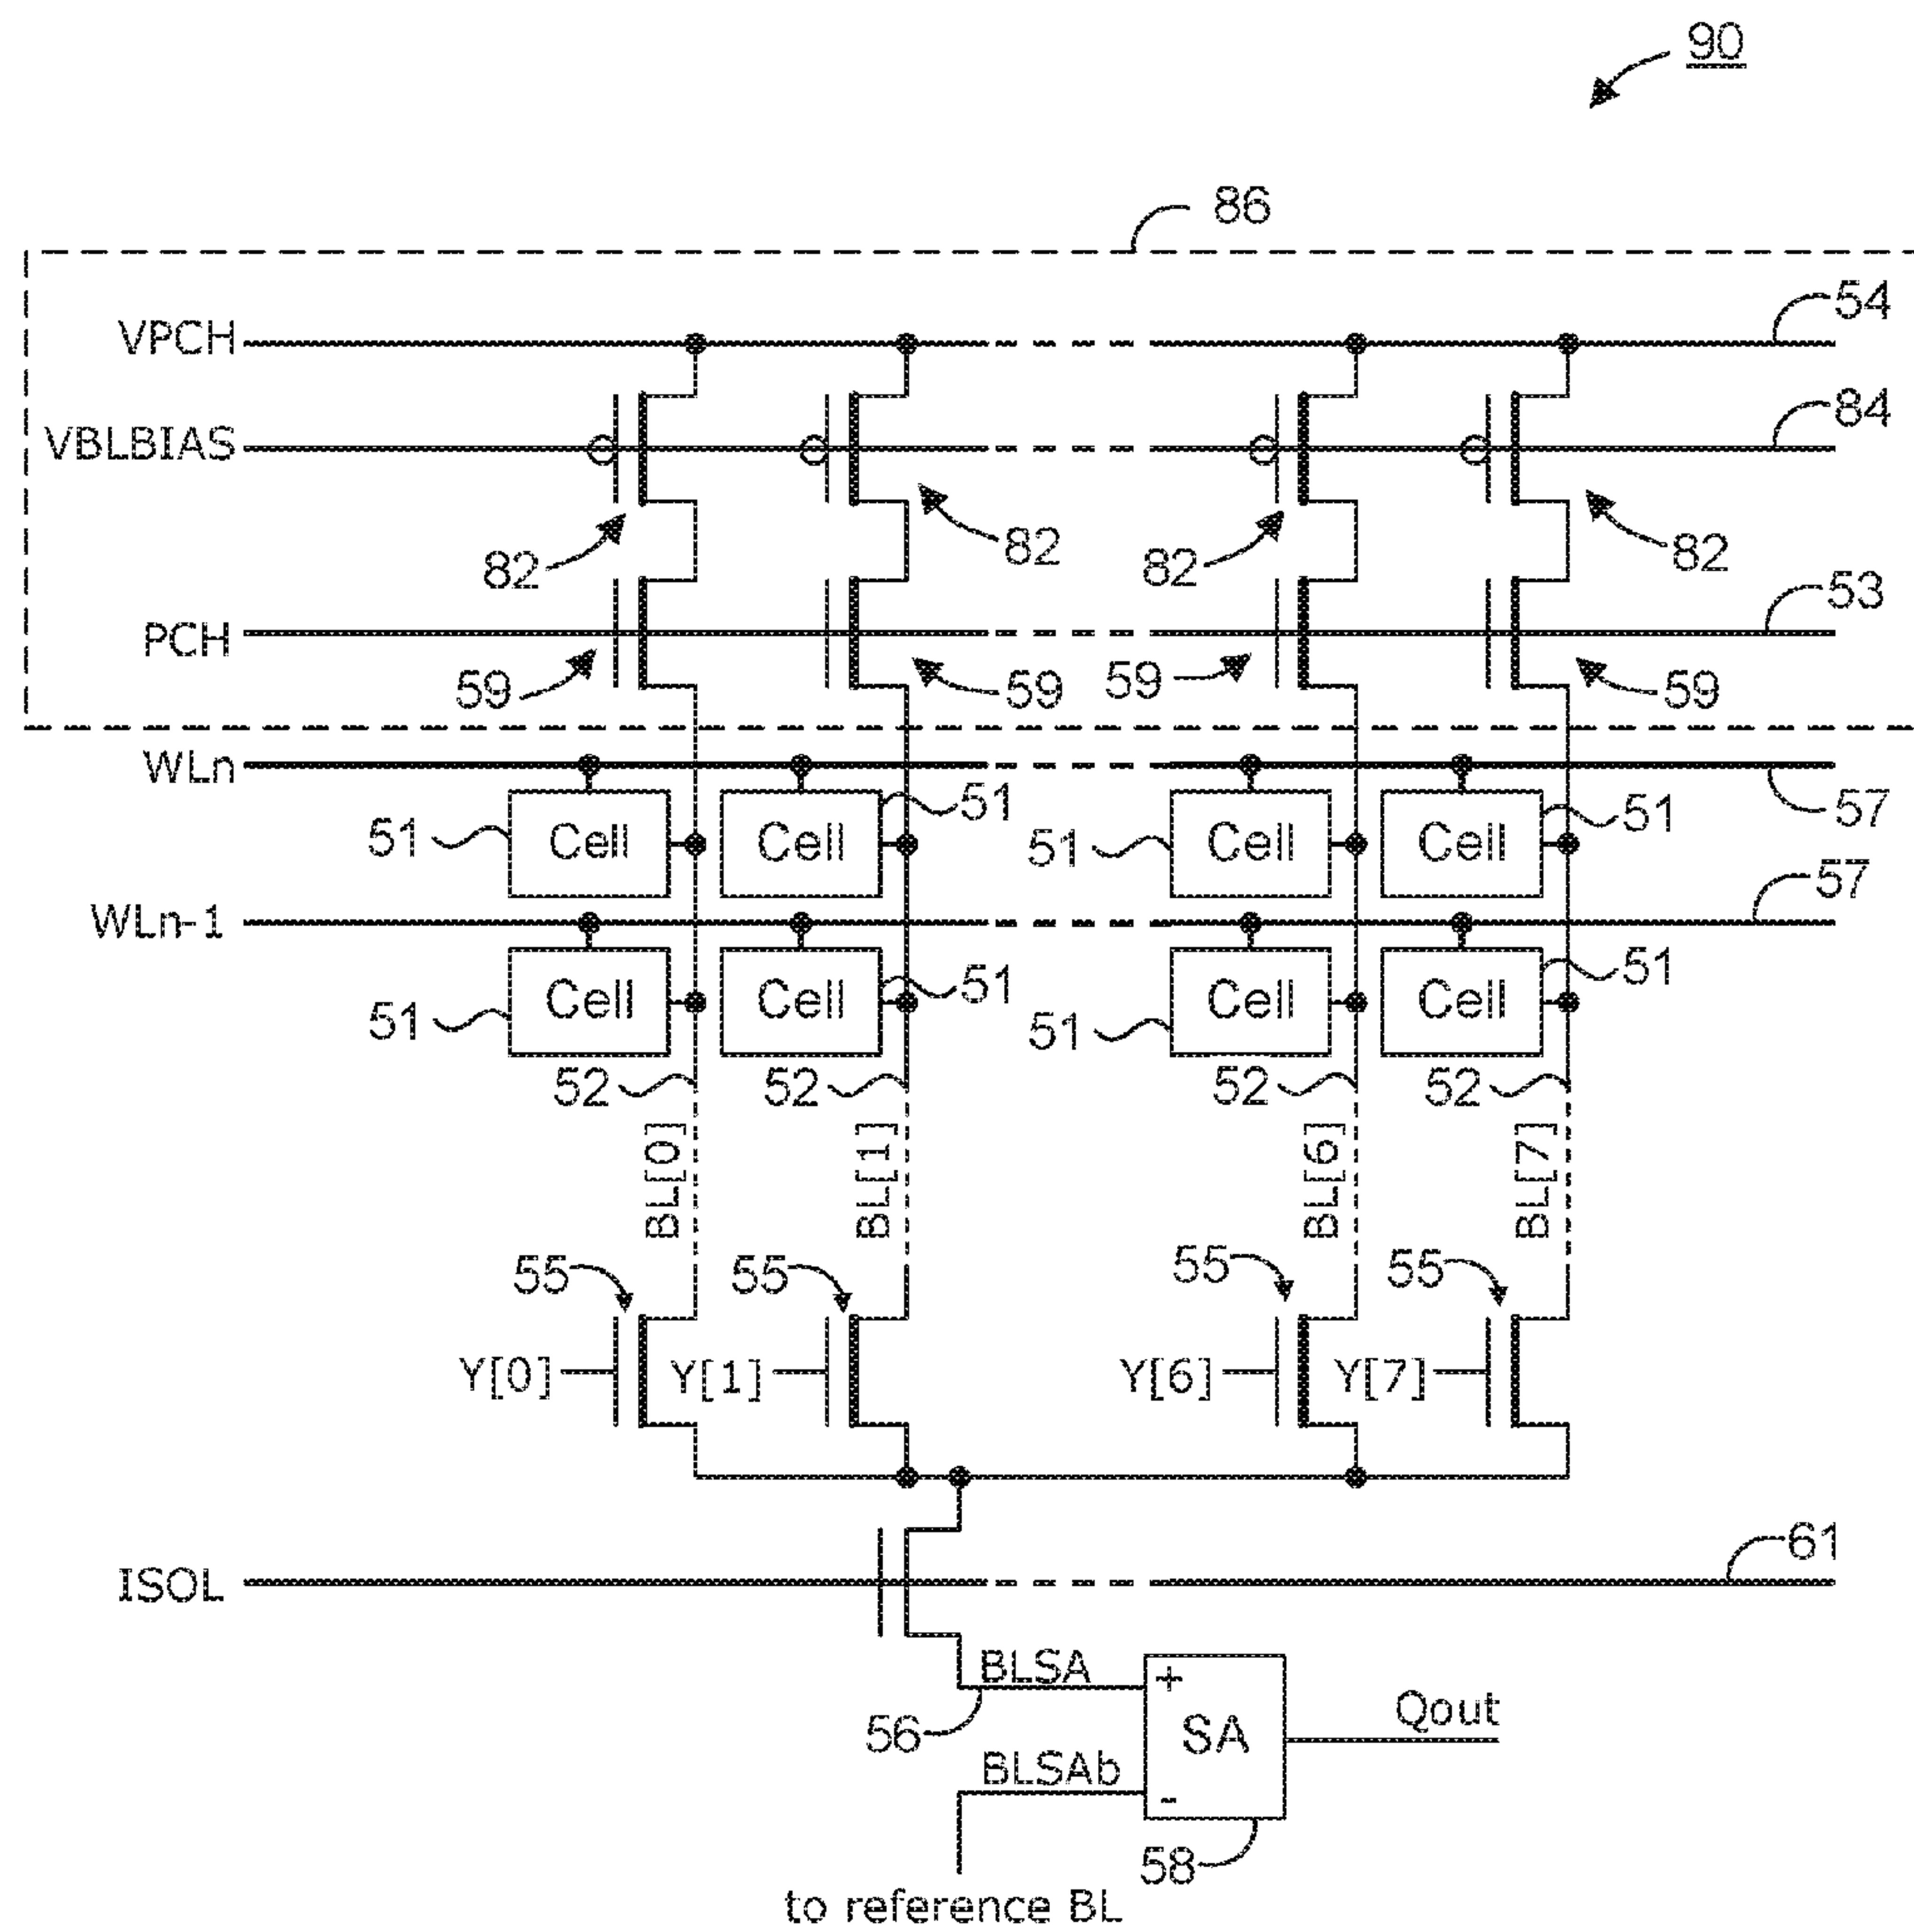 90
86
VPCH
54
VBLBIAS
84
82
82
82
82
PCH
53
59
59
59
59
WLn
57
51
Cell
Cell
51
51
Cell
Cell
51
WLn-1
57
51
Cell
Cell
51
51
Cell
Cell
51
52
52
52
52
BL[0]
BL[1]
BL[6]
BL[7]
55
55
55
55
Y[0]
Y[1]
Y[6]
Y[7]
ISOL
61
BLSA
56
+
SA
Qout
BLSAb
-
58
to reference BL